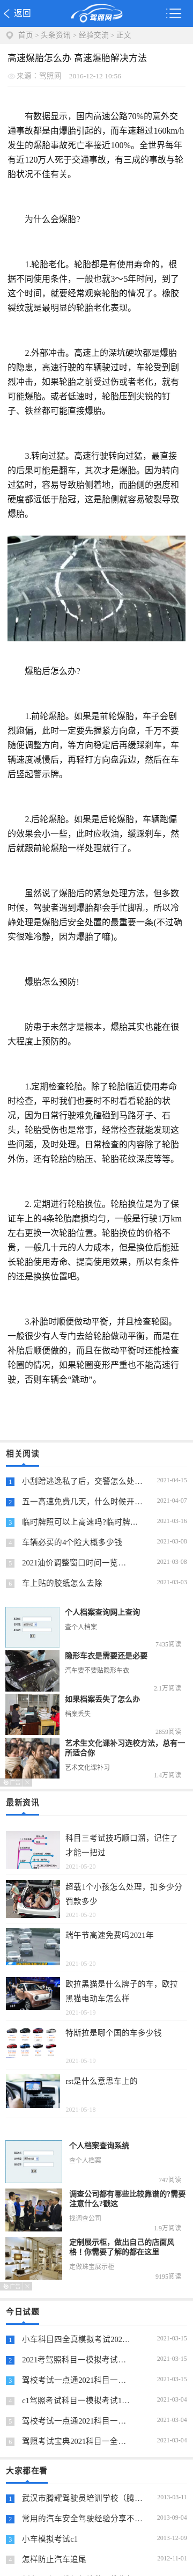 返回
驾照网
首页 > 头条资讯 > 经验交流 > 正文
高速爆胎怎么办 高速爆胎解决方法
来源：驾照网 2016-12-12 10:56
有数据显示，国内高速公路70%的意外交
通事故都是由爆胎引起的，而车速超过160km/h
发生的爆胎事故死亡率接近100%。全世界每年
有近120万人死于交通事故，有三成的事故与轮
胎状况不佳有关。
为什么会爆胎?
1.轮胎老化。轮胎都是有使用寿命的，根
据不同使用条件，一般也就3～5年时间，到了
这个时间，就要经常观察轮胎的情况了。橡胶
裂纹就是最明显的轮胎老化表现。
2.外部冲击。高速上的深坑硬坎都是爆胎
的隐患，高速行驶的车辆驶过时，车轮受到剧
烈冲击，如果轮胎之前受过伤或者老化，就有
可能爆胎。或者低速时，轮胎压到尖锐的钉
子、铁丝都可能直接爆胎。
3.转向过猛。高速行驶转向过猛，最直接
的后果可能是翻车，其次才是爆胎。因为转向
过猛时，容易导致胎侧着地，而胎侧的强度和
硬度都远低于胎冠，这是胎侧就容易破裂导致
爆胎。
爆胎后怎么办?
1.前轮爆胎。如果是前轮爆胎，车子会剧
烈跑偏，此时一定要先握紧方向盘，千万不要
随便调整方向，等方向稳定后再缓踩刹车，车
辆速度减慢后，再轻打方向盘靠边，然后在车
后竖起警示牌。
2.后轮爆胎。如果是后轮爆胎，车辆跑偏
的效果会小一些，此时应收油，缓踩刹车，然
后就跟前轮爆胎一样处理就行了。
虽然说了爆胎后的紧急处理方法，但多数
时候，驾驶者遇到爆胎都会手忙脚乱，所以冷
静处理是爆胎后安全处置的最重要一条(不过确
实很难冷静，因为爆胎了嘛)。
爆胎怎么预防!
防患于未然才是根本，爆胎其实也能在很
大程度上预防的。
1.定期检查胎。除了轮胎临近使用寿命
时检查，平时我们也要时不时看看轮胎的状
况，因为日常行驶难免磕碰到马路牙子、石
头，轮胎受伤也是常事，经常检查就能发现这
些问题，及时处理。日常检查的内容除了轮胎
外伤，还有轮胎的胎压、轮胎花纹深度等等。
2. 定期进行轮胎换位。轮胎换位是为了保
证车上的4条轮胎磨损均匀，一般是行驶1万km
左右更换一次轮胎位置。轮胎换位的价格不
贵，一般几十元的人力成本，但是换位后能延
长轮胎使用寿命、提高使用效果，所以有条件
的还是换换位置吧。
3.补胎时顺便做动平衡，并且检查轮圈。
一般很少有人专门去给轮胎做动平衡，而是在
补胎后顺便做的，而且在做动平衡时还能检查
轮圈的情况，如果轮圈变形严重也不能高速行
驶，否则车辆会“跳动”。
相关阅读
1 小刮蹭逃逸私了后，交警怎么处... 2021-04-15
2 五一高速免费几天，什么时候开... 2021-04-07
3 临时牌照可以上高速吗?临时牌... 2021-03-16
4 车辆必买的4个险大概多少钱 2021-03-08
5 2021油价调整窗口时间一览... 2021-03-08
6 车上贴的胶纸怎么去除 2021-03-03
个人档案查询网上查询
查个人档案
7435阅读
隐形车衣是需要还是必要
汽车要不要贴隐形车衣
2.1万阅读
如果档案丢失了怎么办
档案丢失
2859阅读
艺术生文化课补习选校方法，总有一
所适合你
艺术文化课补习
1.4万阅读
最新资讯
科目三考试技巧顺口溜，记住了
才能一把过
2021-05-20
超载1个小孩怎么处理，扣多少分
罚款多少
2021-05-20
端午节高速免费吗2021年
2021-05-20
欧拉黑猫是什么牌子的车，欧拉
黑猫电动车怎么样
2021-05-19
特斯拉是哪个国的车多少钱
2021-05-19
rst是什么意思车上的
2021-05-18
个人档案查询系统
查个人档案
747阅读
调查公司都有哪些比较靠谱的?需要
注意什么?戳这
找调查公司
1.9万阅读
定制展示柜，做出自己的店面风
格！你需要了解的都在这里
定做珠宝展示柜
9195阅读
今日试题
1 小车科目四全真模拟考试202... 2021-03-15
2 2021考驾照科目一模拟考试... 2021-03-15
3 驾校考试一点通2021科目一... 2021-03-15
4 c1驾照考试科目一模拟考试1... 2021-03-04
5 驾校考试一点通2021科目一... 2021-03-04
6 驾照考试宝典2021科目一全... 2021-03-04
大家都在看
1 武汉市腾耀驾驶员培训学校（腾... 2013-03-11
2 常用的汽车安全驾驶经验分享不... 2013-09-04
3 小车模拟考试c1 2013-12-09
4 怎样防止汽车追尾 2012-11-01